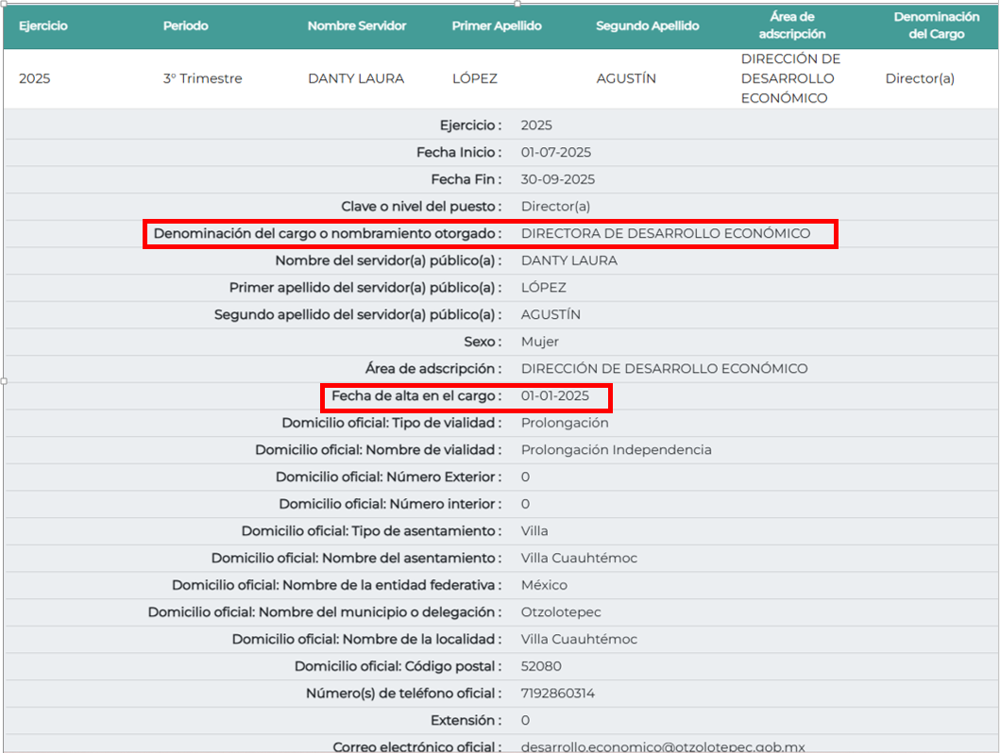 Ejercicio Periodo Nombre Servidor Primer Apellido Segundo Apellido Área de adscripción Denominación del Cargo
2025 3° Trimestre DANTY LAURA LÓPEZ AGUSTÍN DIRECCIÓN DE DESARROLLO ECONÓMICO Director(a)
Ejercicio : 2025
Fecha Inicio : 01-07-2025
Fecha Fin : 30-09-2025
Clave o nivel del puesto : Director(a)
Denominación del cargo o nombramiento otorgado : DIRECTORA DE DESARROLLO ECONÓMICO
Nombre del servidor(a) público(a) : DANTY LAURA
Primer apellido del servidor(a) público(a) : LÓPEZ
Segundo apellido del servidor(a) público(a) : AGUSTÍN
Sexo : Mujer
Área de adscripción : DIRECCIÓN DE DESARROLLO ECONÓMICO
Fecha de alta en el cargo : 01-01-2025
Domicilio oficial: Tipo de vialidad : Prolongación
Domicilio oficial: Nombre de vialidad : Prolongación Independencia
Domicilio oficial: Número Exterior : 0
Domicilio oficial: Número interior : 0
Domicilio oficial: Tipo de asentamiento : Villa
Domicilio oficial: Nombre del asentamiento : Villa Cuauhtémoc
Domicilio oficial: Nombre de la entidad federativa : México
Domicilio oficial: Nombre del municipio o delegación : Otzolotepec
Domicilio oficial: Nombre de la localidad : Villa Cuauhtémoc
Domicilio oficial: Código postal : 52080
Número(s) de teléfono oficial : 7192860314
Extensión : 0
Correo electrónico oficial : desarrollo.economico@otzolotepec.gob.mx